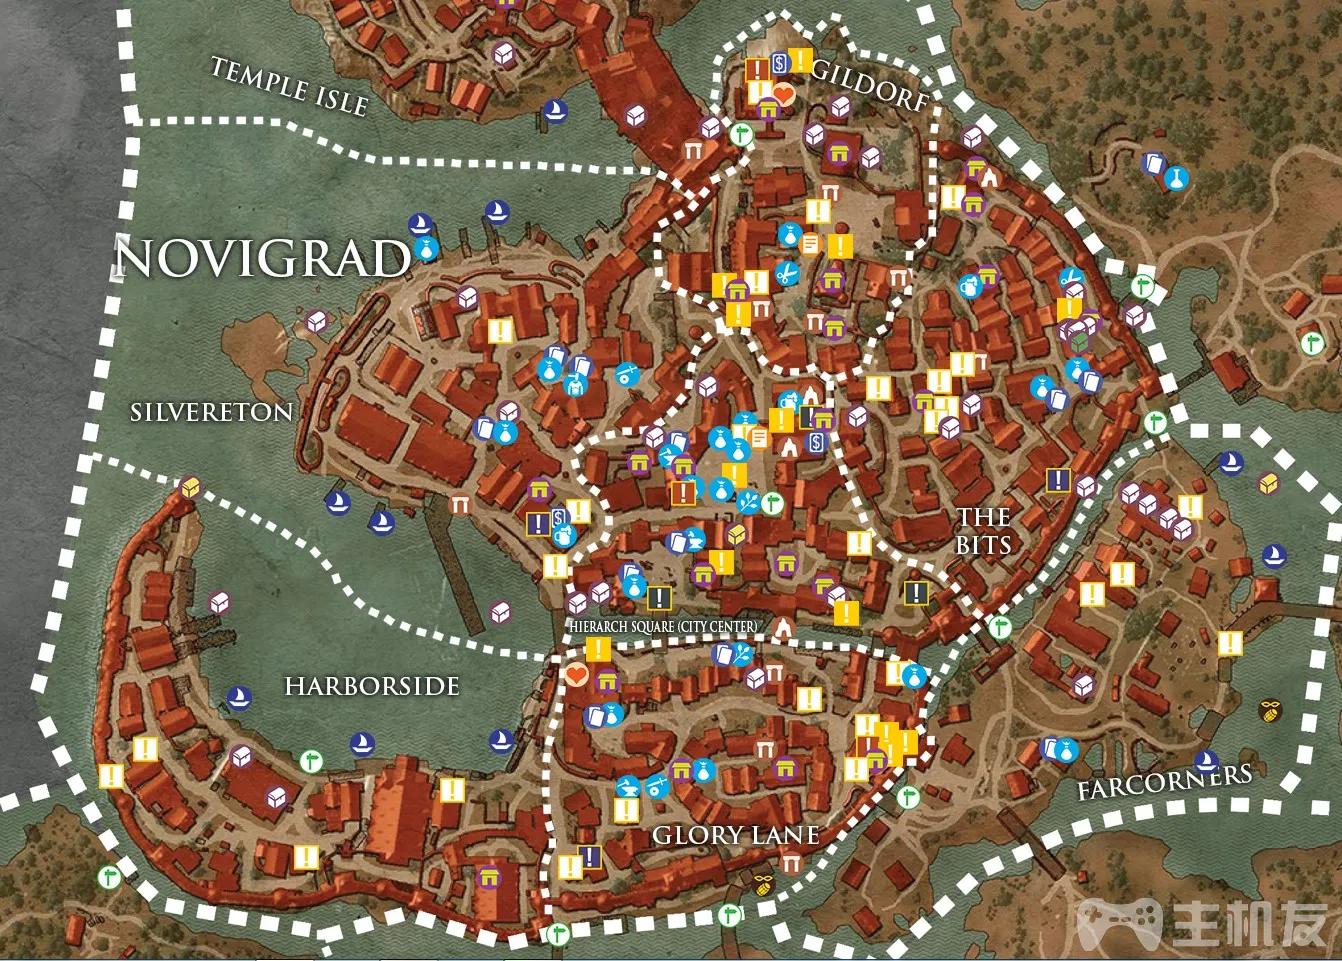 TEMPLE ISLE
GILDORF
NOVIGRAD
SILVERETON
THE
BITS
HIERARCH SQUARE (CITY CENTER)
HARBORSIDE
FARCORNERS
GLORY LANE
主机友